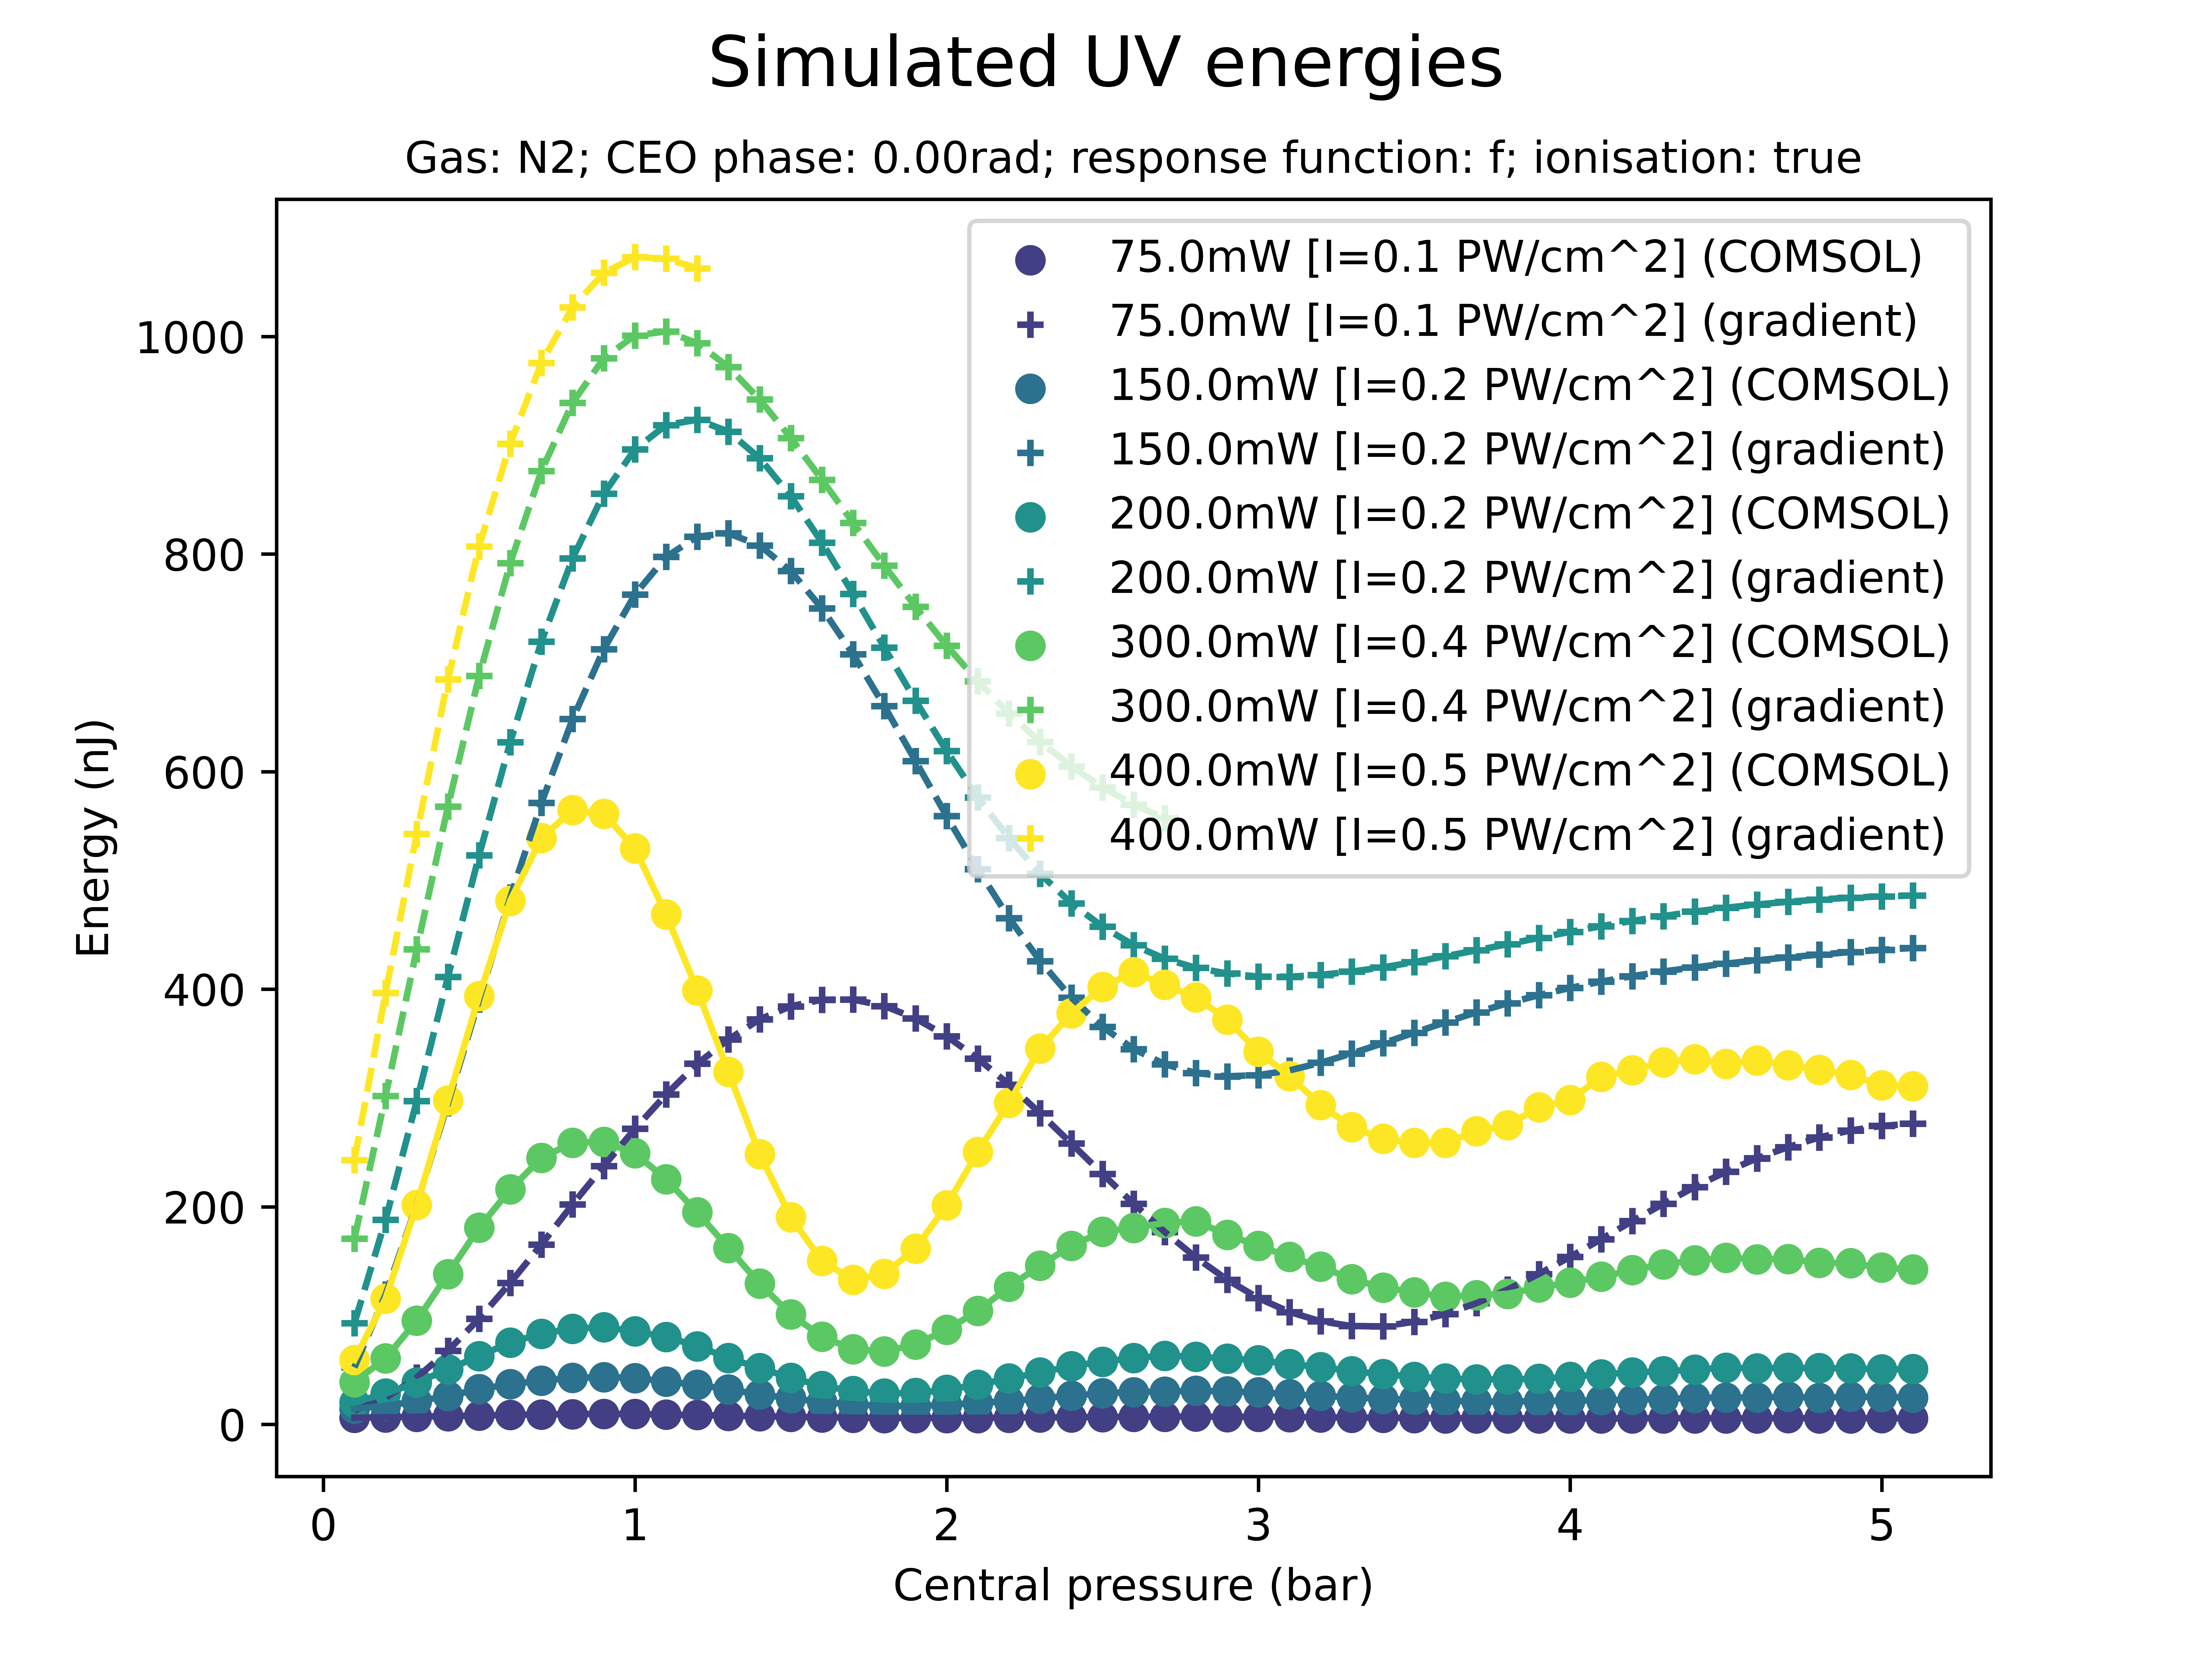 Simulated UV energies
Gas: N2; CEO phase: 0.00rad; response function: f; ionisation: true
75.0mW [I=0.1 PW/cm^2] (COMSOL)
75.0mW [I=0.1 PW/cm^2] (gradient)
150.0mW [I=0.2 PW/cm^2] (COMSOL)
150.0mW [I=0.2 PW/cm^2] (gradient)
200.0mW [I=0.2 PW/cm^2] (COMSOL)
200.0mW [I=0.2 PW/cm^2] (gradient)
300.0mW [I=0.4 PW/cm^2] (COMSOL)
300.0mW [I=0.4 PW/cm^2] (gradient)
400.0mW [I=0.5 PW/cm^2] (COMSOL)
400.0mW [I=0.5 PW/cm^2] (gradient)
Energy (nJ)
1000
800
600
400
200
0
0 1 2 3 4 5
Central pressure (bar)